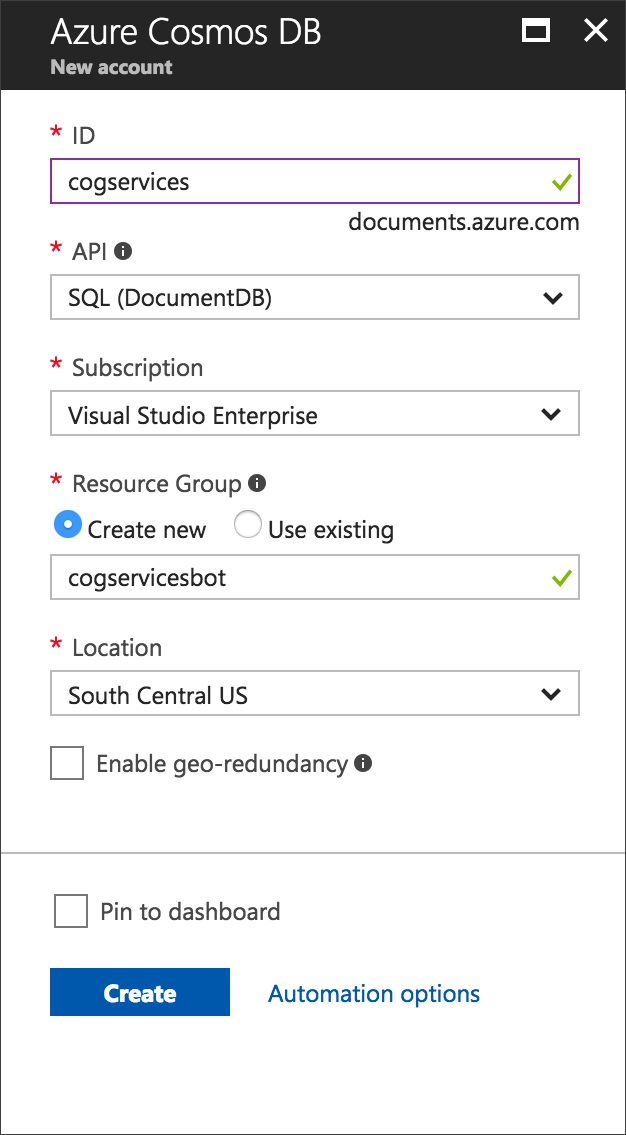 Azure Cosmos DB
New account
* ID
cogservices
documents.azure.com
* API
SQL (DocumentDB)
* Subscription
Visual Studio Enterprise
* Resource Group
Create new Use existing
cogservicesbot
* Location
South Central US
Enable geo-redundancy
Pin to dashboard
Create Automation options